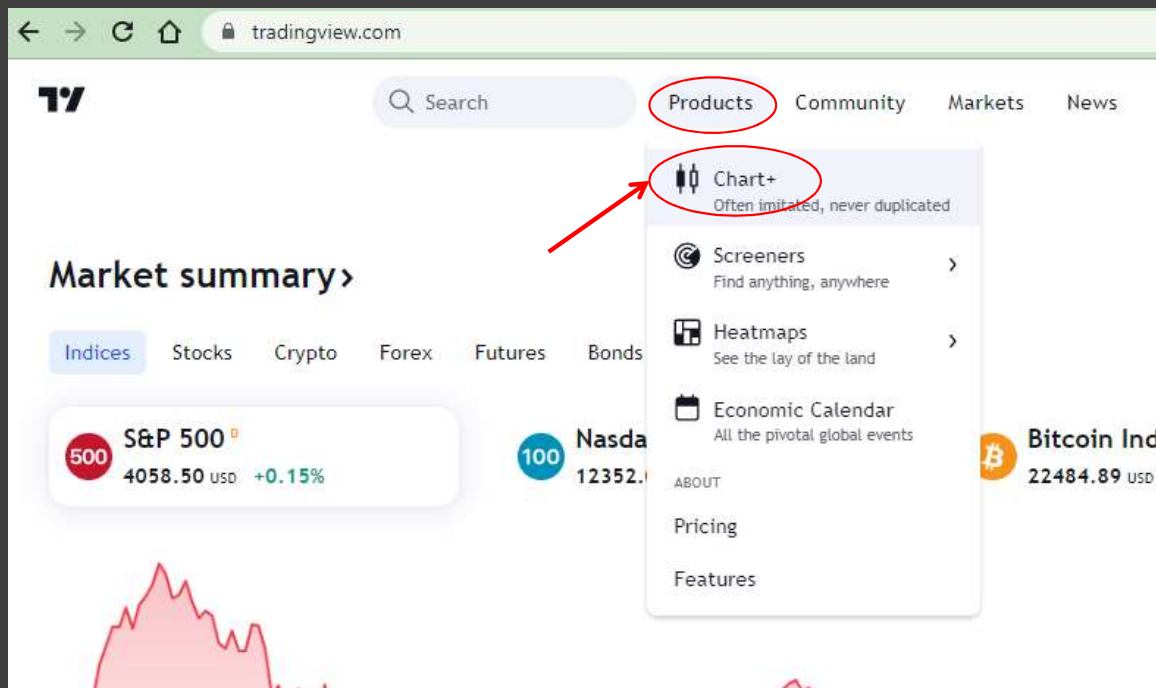 tradingview.com
Search
Products Community Markets News
Chart+
Often imitated, never duplicated
Screeners
Find anything, anywhere
Heatmaps
See the lay of the land
Economic Calendar
All the pivotal global events
ABOUT
Pricing
Features
Market summary
Indices Stocks Crypto Forex Futures Bonds
500
S&P 500 D
4058.50 USD +0.15%
100
Nasda
12352.
Bitcoin Ind
22484.89 USD